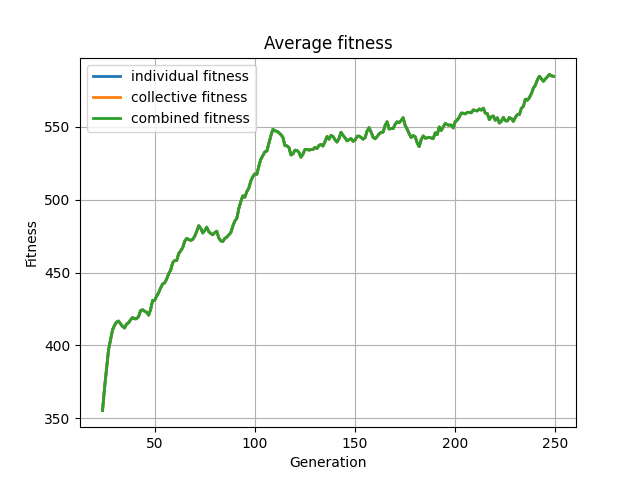 Average fitness
individual fitness
collective fitness
combined fitness
550
500
450
400
350
Fitness
50 100 150 200 250
Generation